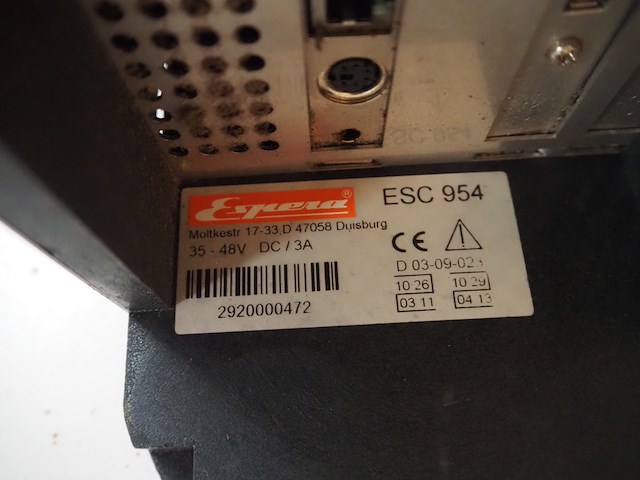 Espera®
ESC 954
Moltkestr 17-33,D 47058 Duisburg
35 - 48V DC / 3A
CE
10 26
10 29
03 11
04 13
2920000472